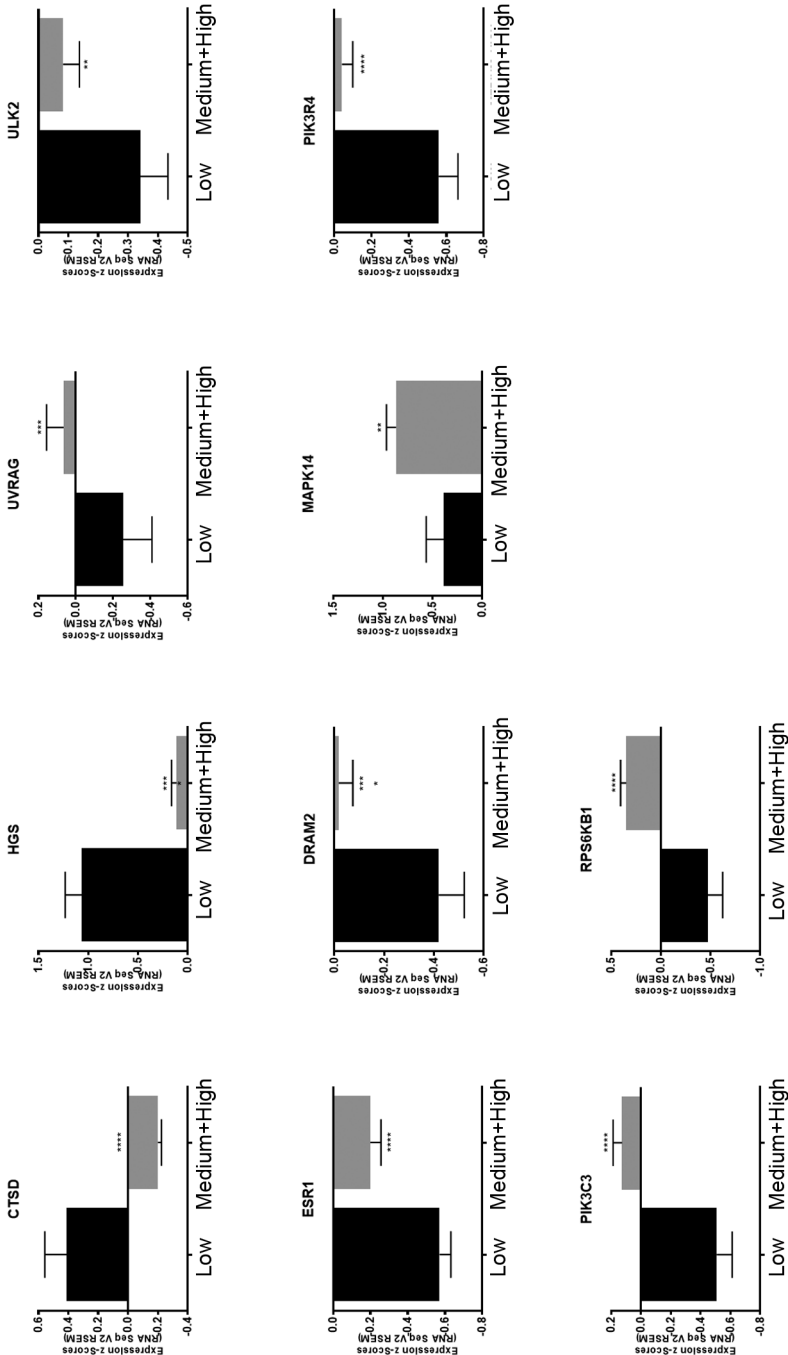 CTSD
Expression z-Scores
(RNA Seq V2 RSEM)
0.6
0.4
0.2
0.0
-0.2
-0.4
****
Low
Medium+High
HGS
Expression z-Scores
(RNA Seq V2 RSEM)
1.5
1.0
0.5
0.0
***
*
Low
Medium+High
UVRAG
Expression z-Scores
(RNA Seq V2 RSEM)
0.2
0.0
-0.2
-0.4
-0.6
***
Low
Medium+High
ULK2
Expression z-Scores
(RNA Seq V2 RSEM)
0.0
-0.1
-0.2
-0.3
-0.4
-0.5
**
Low
Medium+High
ESR1
Expression z-Scores
(RNA Seq V2 RSEM)
0.0
-0.2
-0.4
-0.6
-0.8
****
Low
Medium+High
DRAM2
Expression z-Scores
(RNA Seq V2 RSEM)
0.0
-0.2
-0.4
-0.6
***
*
Low
Medium+High
MAPK14
Expression z-Scores
(RNA Seq V2 RSEM)
1.5
1.0
0.5
0.0
**
Low
Medium+High
PIK3R4
Expression z-Scores
(RNA Seq V2 RSEM)
0.0
-0.2
-0.4
-0.6
-0.8
****
Low
Medium+High
PIK3C3
Expression z-Scores
(RNA Seq V2 RSEM)
0.2
0.0
-0.2
-0.4
-0.6
-0.8
****
Low
Medium+High
RPS6KB1
Expression z-Scores
(RNA Seq V2 RSEM)
0.5
0.0
-0.5
-1.0
****
Low
Medium+High